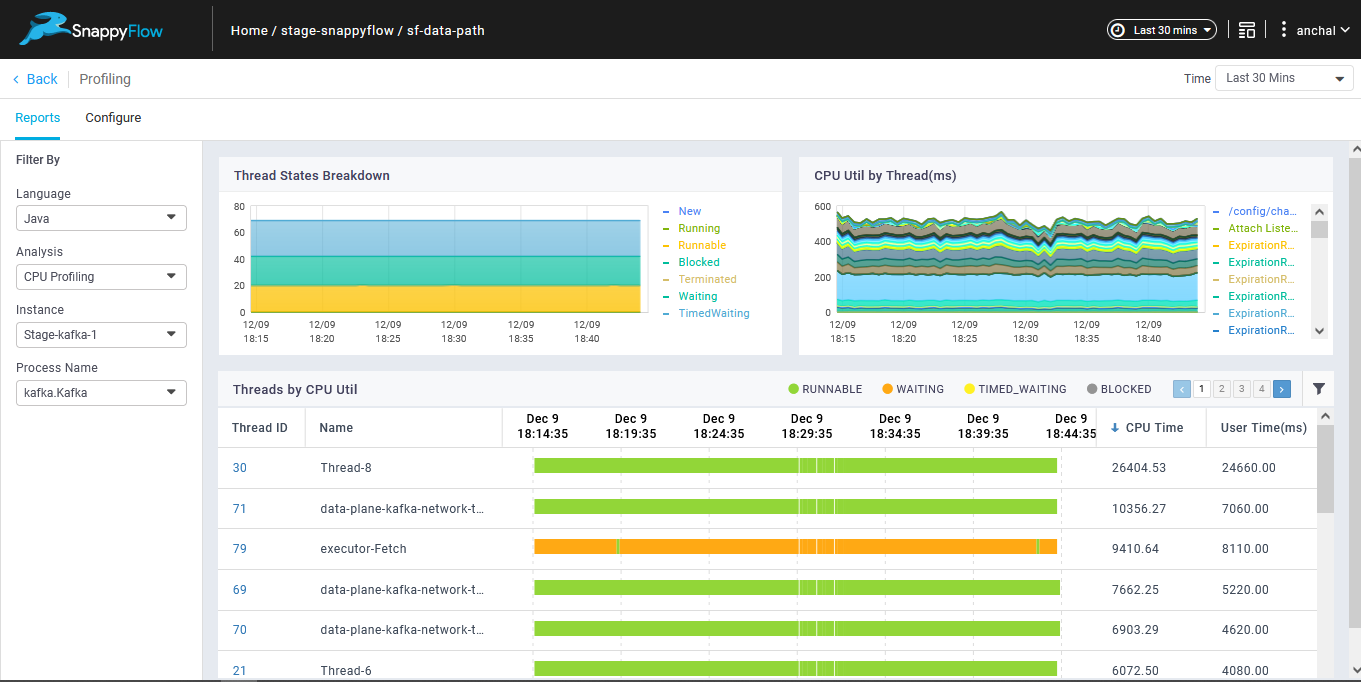 SnappyFlow
Home / stage-snappyflow / sf-data-path
Last 30 mins
anchal
Back
Profiling
Time
Last 30 Mins
Reports
Configure
Filter By
Language
Java
Analysis
CPU Profiling
Instance
Stage-kafka-1
Process Name
kafka.Kafka
Thread States Breakdown
80
60
40
20
0
12/09 12/09 12/09 12/09 12/09 12/09
18:15 18:20 18:25 18:30 18:35 18:40
New
Running
Runnable
Blocked
Terminated
Waiting
TimedWaiting
CPU Util by Thread(ms)
600
400
200
0
12/09 12/09 12/09 12/09 12/09 12/09
18:15 18:20 18:25 18:30 18:35 18:40
/config/cha...
Attach Liste...
ExpirationR...
ExpirationR...
ExpirationR...
ExpirationR...
ExpirationR...
ExpirationR...
Threads by CPU Util
RUNNABLE WAITING TIMED_WAITING BLOCKED
‹ 1 2 3 4 ›
Thread ID Name Dec 9 Dec 9 Dec 9 Dec 9 Dec 9 Dec 9 Dec 9 CPU Time User Time(ms)
18:14:35 18:19:35 18:24:35 18:29:35 18:34:35 18:39:35 18:44:35
30 Thread-8 26404.53 24660.00
71 data-plane-kafka-network-t... 10356.27 7060.00
79 executor-Fetch 9410.64 8110.00
69 data-plane-kafka-network-t... 7662.25 5220.00
70 data-plane-kafka-network-t... 6903.29 4620.00
21 Thread-6 6072.50 4080.00